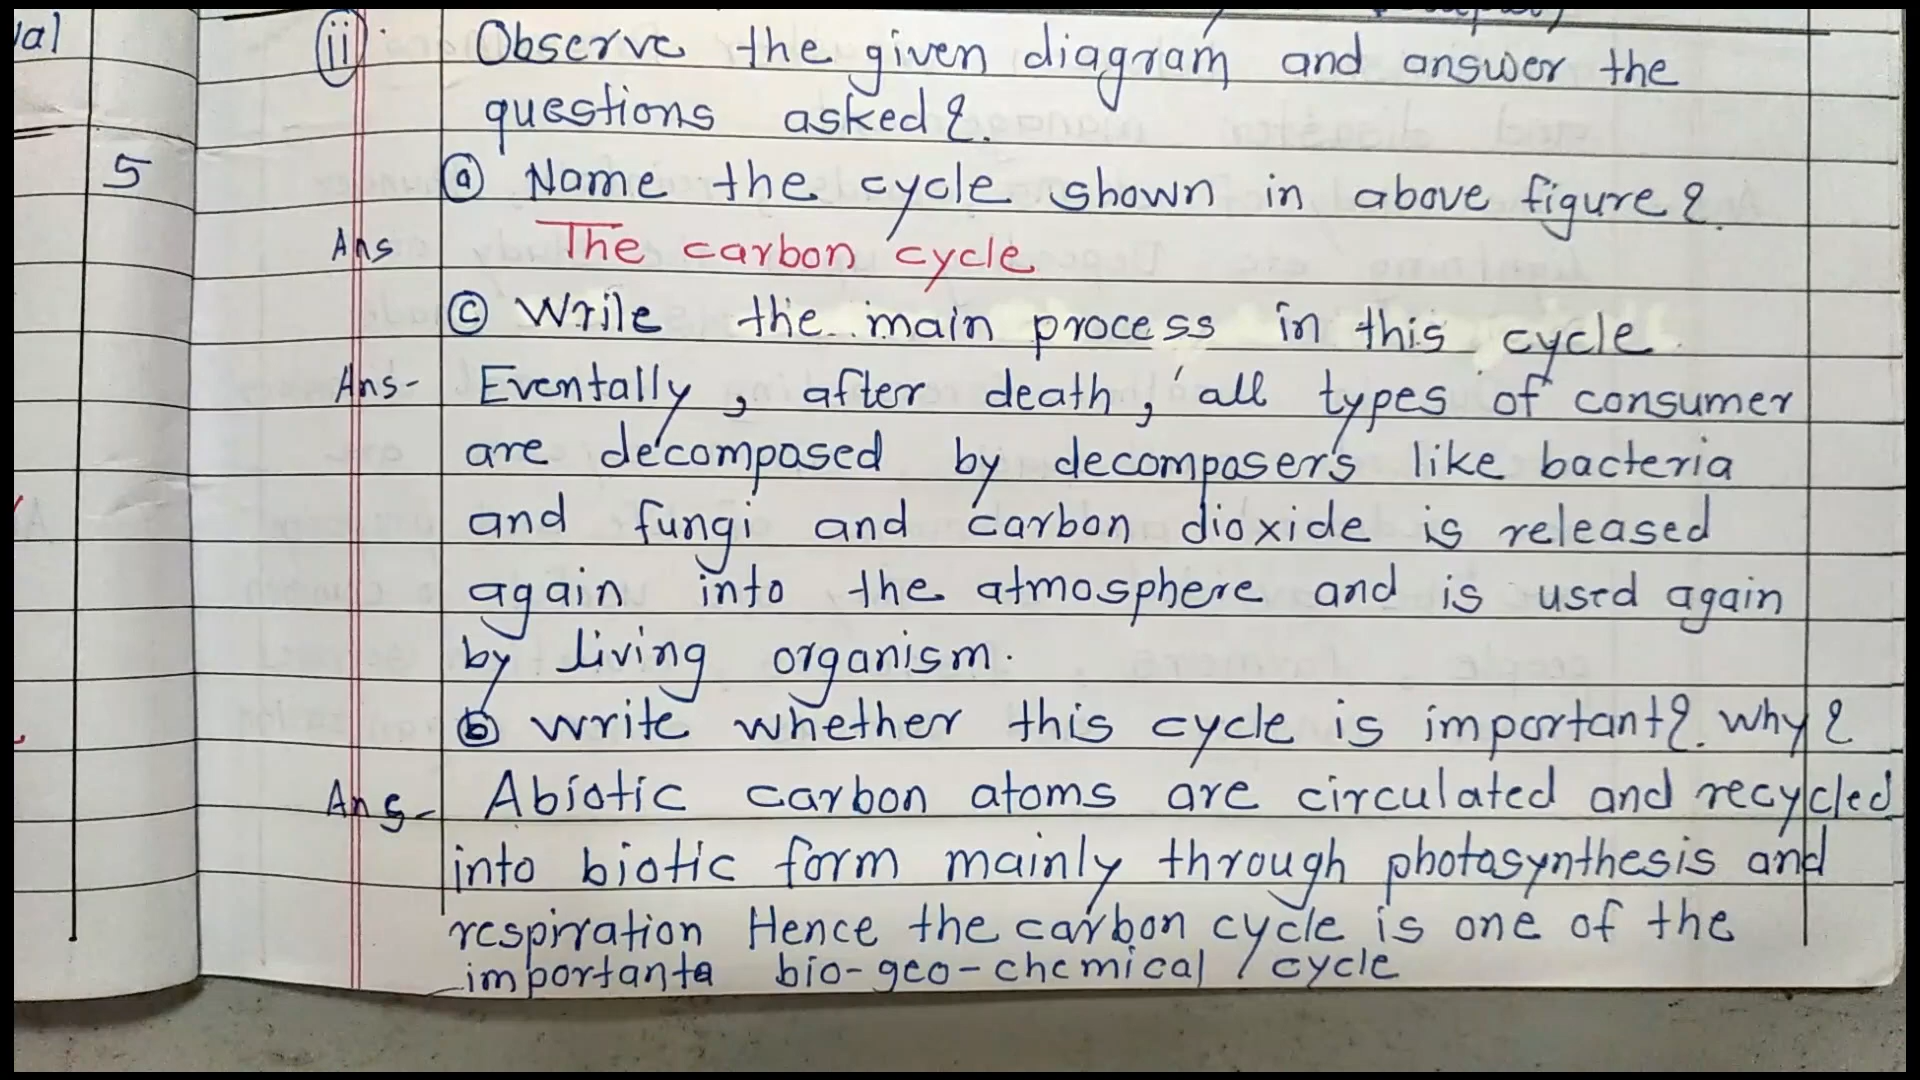 val
(ii). Observe the given diagram and answer the
questions asked?
5
(a) Name the cycle shown in above figure?
Ans The carbon cycle
(c) Write the main process in this cycle.
Ans- Eventally, after death, all types of consumer
are decomposed by decomposers like bacteria
and fungi and carbon dioxide is released
again into the atmosphere and is used again
by living organism.
(b) write whether this cycle is important?. why?
Ans- Abiotic carbon atoms are circulated and recycled
into biotic form mainly through photosynthesis and
respiration Hence the carbon cycle is one of the
importanta bio-geo-chemical cycle